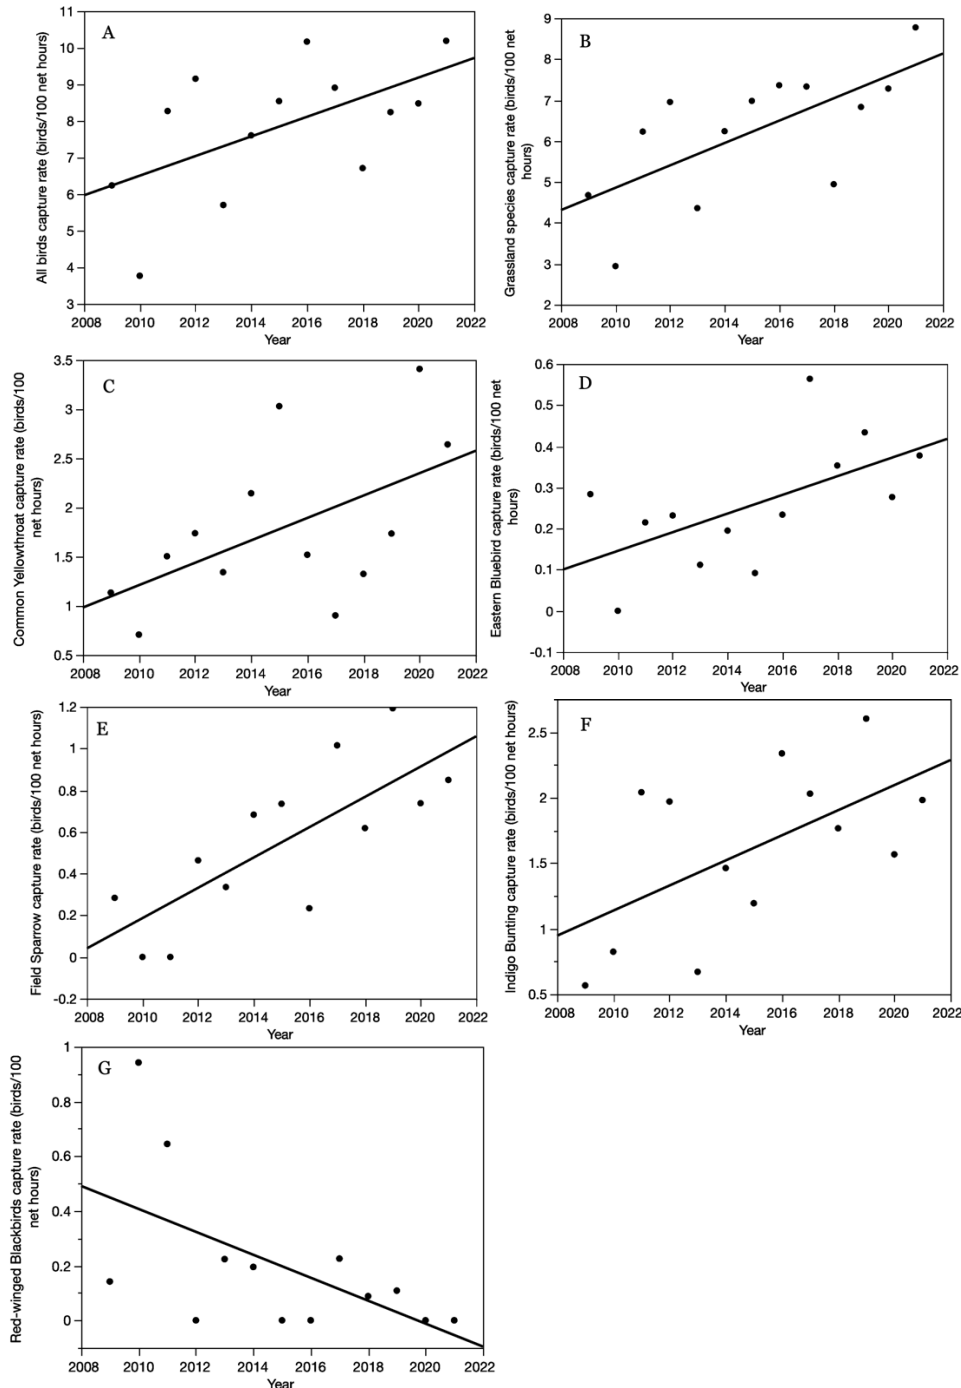 A
All birds capture rate (birds/100 net hours)
11
10
9
8
7
6
5
4
3
2008 2010 2012 2014 2016 2018 2020 2022
Year
B
Grassland species capture rate (birds/100 net
hours)
9
8
7
6
5
4
3
2
2008 2010 2012 2014 2016 2018 2020 2022
Year
C
Common Yellowthroat capture rate (birds/100
net hours)
3.5
3
2.5
2
1.5
1
0.5
2008 2010 2012 2014 2016 2018 2020 2022
Year
D
Eastern Bluebird capture rate (birds/100 net
hours)
0.6
0.5
0.4
0.3
0.2
0.1
0
-0.1
2008 2010 2012 2014 2016 2018 2020 2022
Year
E
Field Sparrow capture rate (birds/100 net hours)
1.2
1
0.8
0.6
0.4
0.2
0
-0.2
2008 2010 2012 2014 2016 2018 2020 2022
Year
F
Indigo Bunting capture rate (birds/100 net hours)
2.5
2
1.5
1
0.5
2008 2010 2012 2014 2016 2018 2020 2022
Year
G
Red-winged Blackbirds capture rate (birds/100
net hours)
1
0.8
0.6
0.4
0.2
0
2008 2010 2012 2014 2016 2018 2020 2022
Year